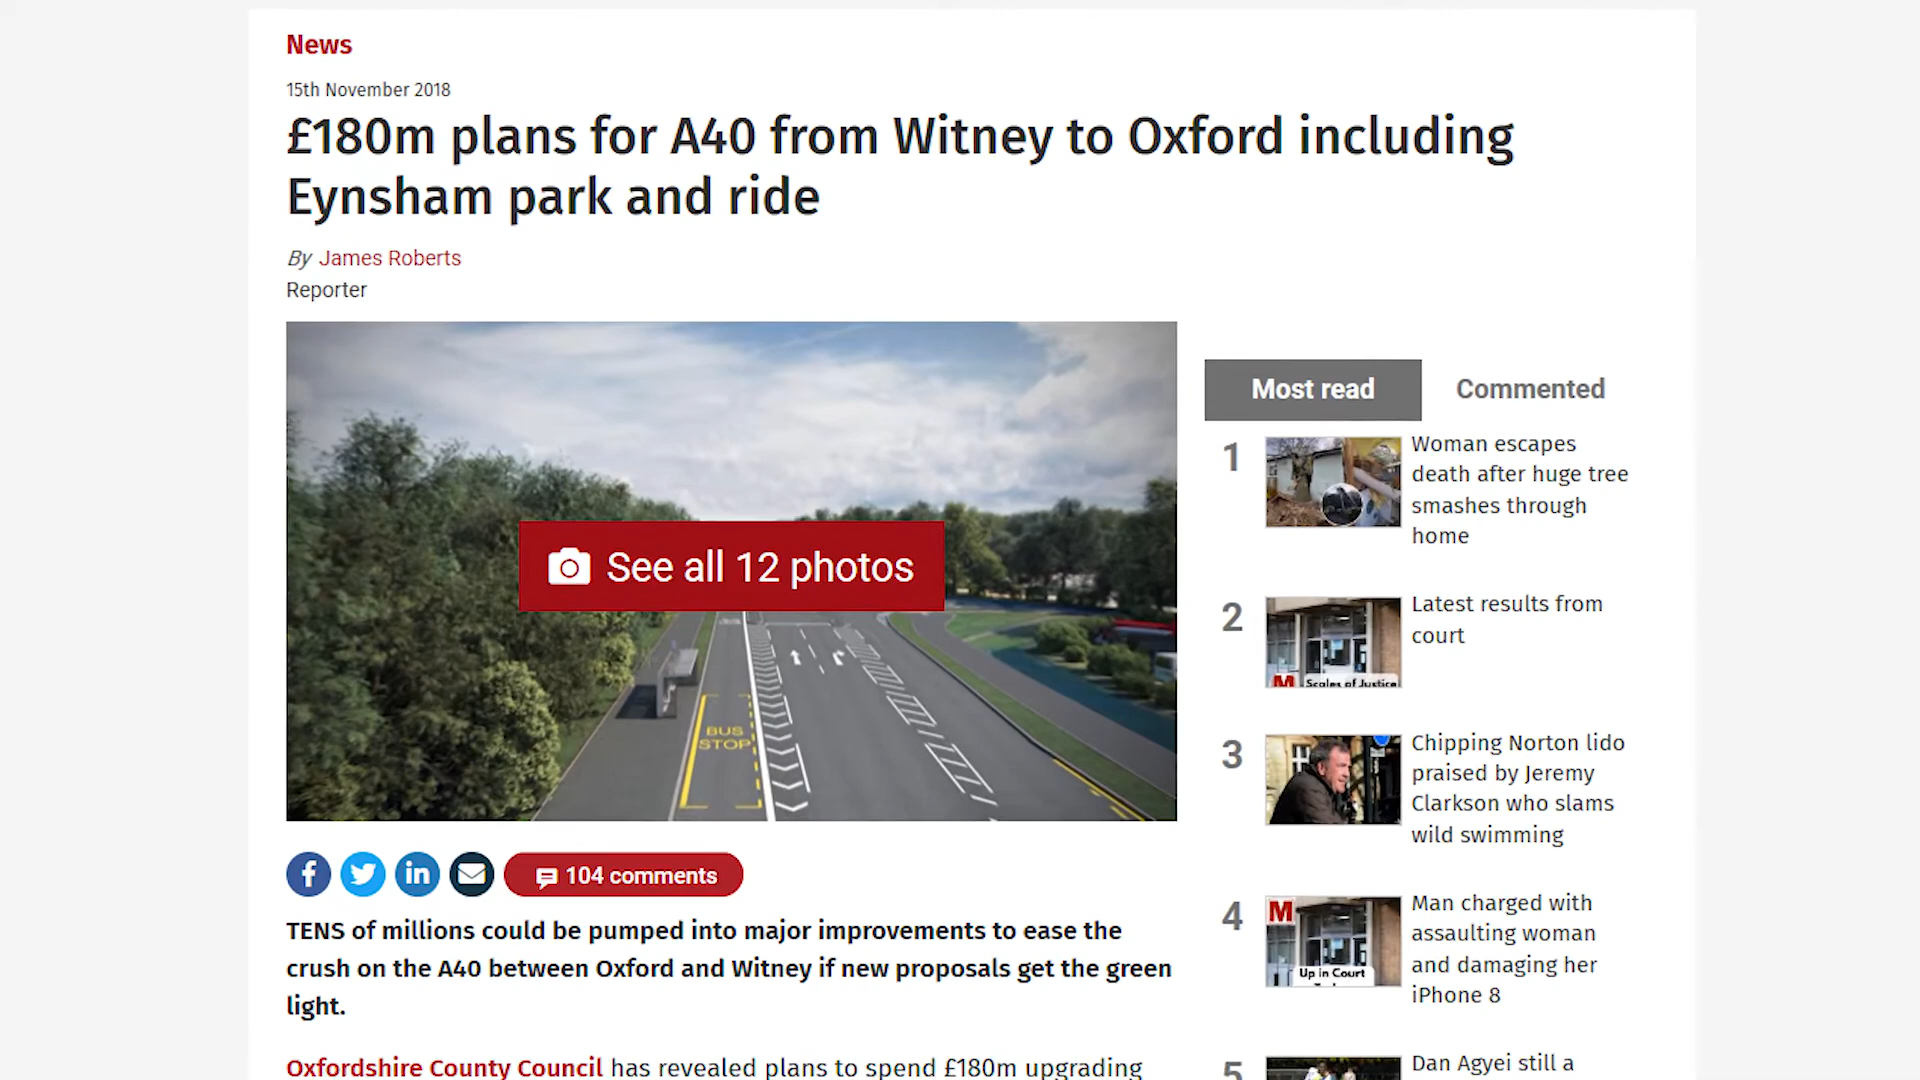 News
15th November 2018
£180m plans for A40 from Witney to Oxford including
Eynsham park and ride
By James Roberts
Reporter
See all 12 photos
BUS
STOP
104 comments
TENS of millions could be pumped into major improvements to ease the
crush on the A40 between Oxford and Witney if new proposals get the green
light.
Oxfordshire County Council has revealed plans to spend £180m upgrading
Most read
Commented
1
Woman escapes
death after huge tree
smashes through
home
2
Latest results from
court
M Scales of Justice
3
Chipping Norton lido
praised by Jeremy
Clarkson who slams
wild swimming
4
Man charged with
assaulting woman
and damaging her
iPhone 8
M
Up in Court
5
Dan Agyei still a